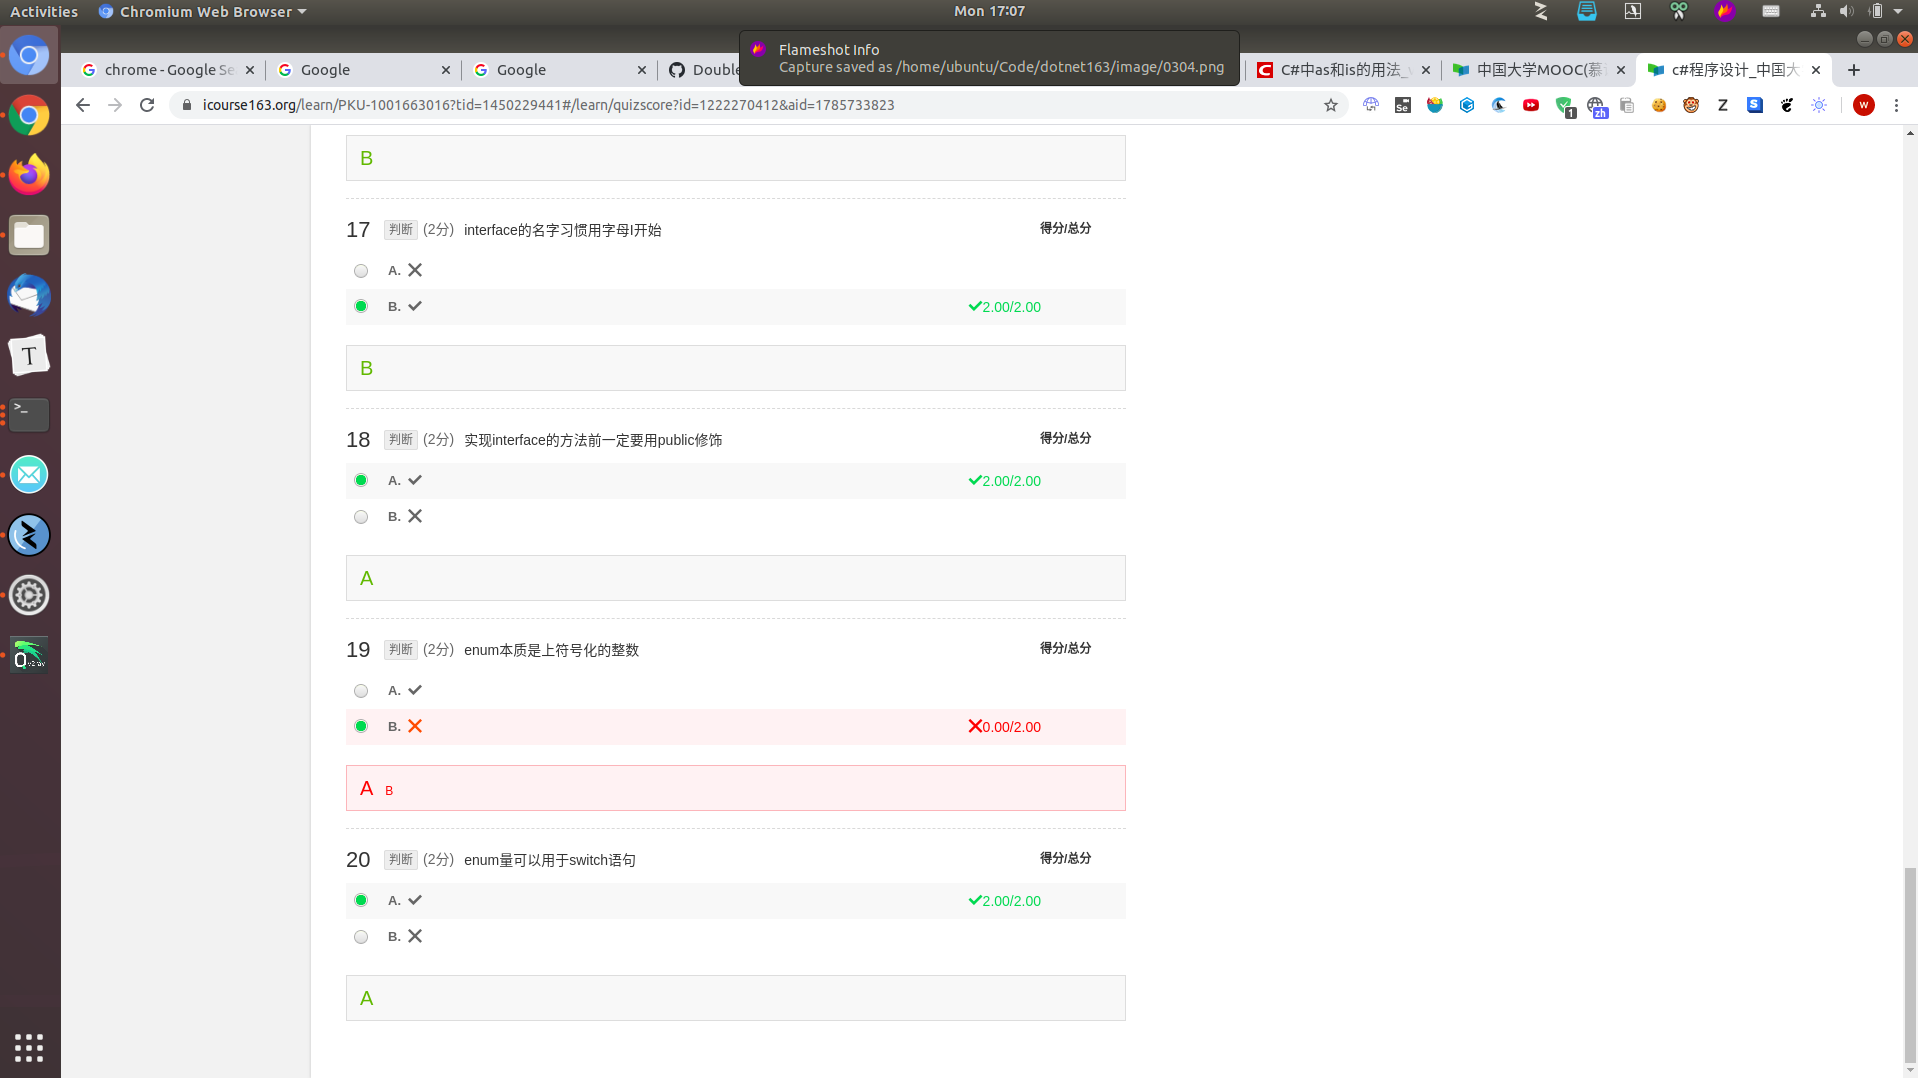 Activities
Chromium Web Browser
Mon 17:07
Flameshot Info
Capture saved as /home/ubuntu/Code/dotnet163/image/0304.png
chrome - Google Se
Google
Google
Double
C#中as和is的用法_
中国大学MOOC(慕
c#程序设计_中国大
icourse163.org/learn/PKU-1001663016?tid=1450229441#/learn/quizscore?id=1222270412&aid=1785733823
B
17 判断 (2分) interface的名字习惯用字母I开始 得分/总分
A.
B. 2.00/2.00
B
18 判断 (2分) 实现interface的方法前一定要用public修饰 得分/总分
A. 2.00/2.00
B.
A
19 判断 (2分) enum本质是上符号化的整数 得分/总分
A.
B. 0.00/2.00
A B
20 判断 (2分) enum量可以用于switch语句 得分/总分
A. 2.00/2.00
B.
A